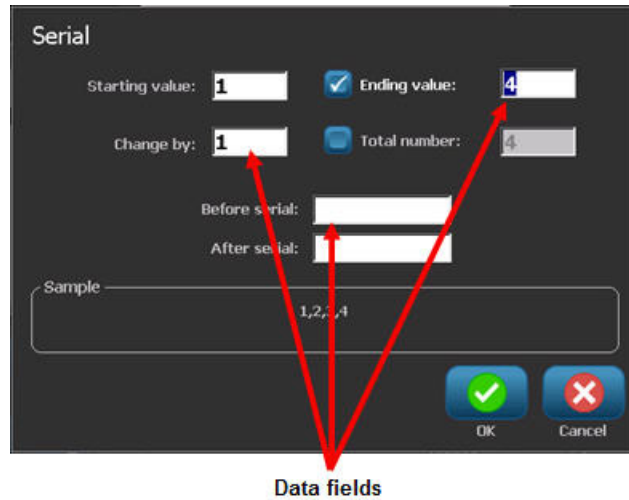 Serial
Starting value: 1 Ending value: 4
Change by: 1 Total number: 4
Before serial:
After serial:
Sample
1,2,3,4
OK Cancel
Data fields